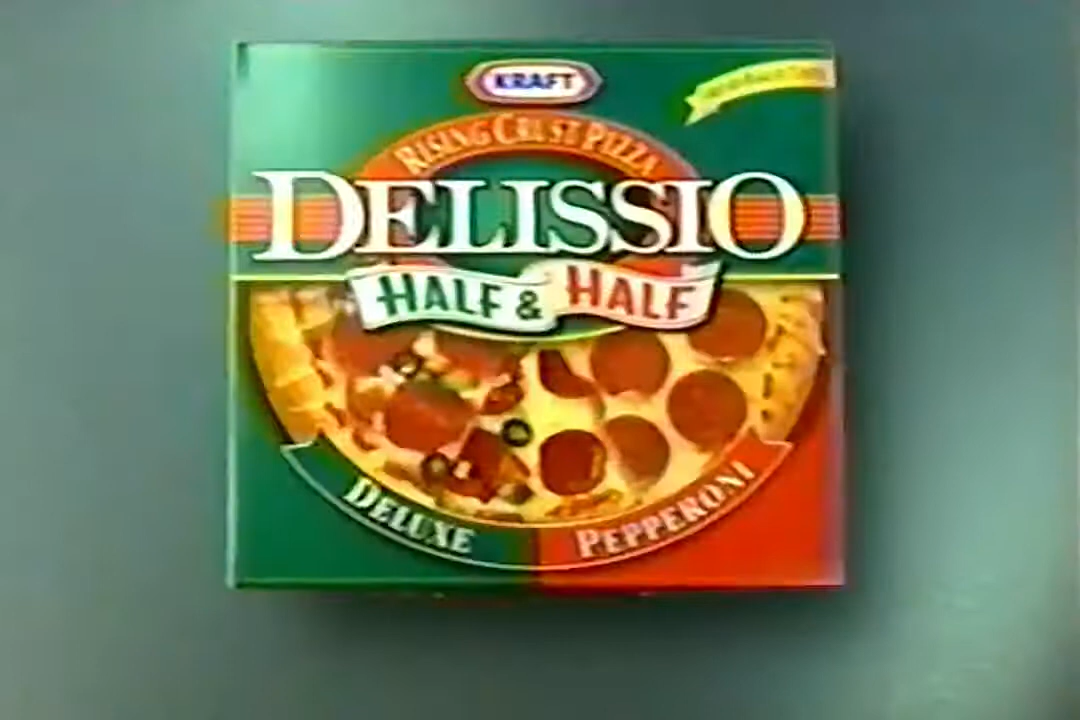 KRAFT
RISING CRUST PIZZA
DELISSIO
HALF & HALF
DELUXE
PEPPERONI